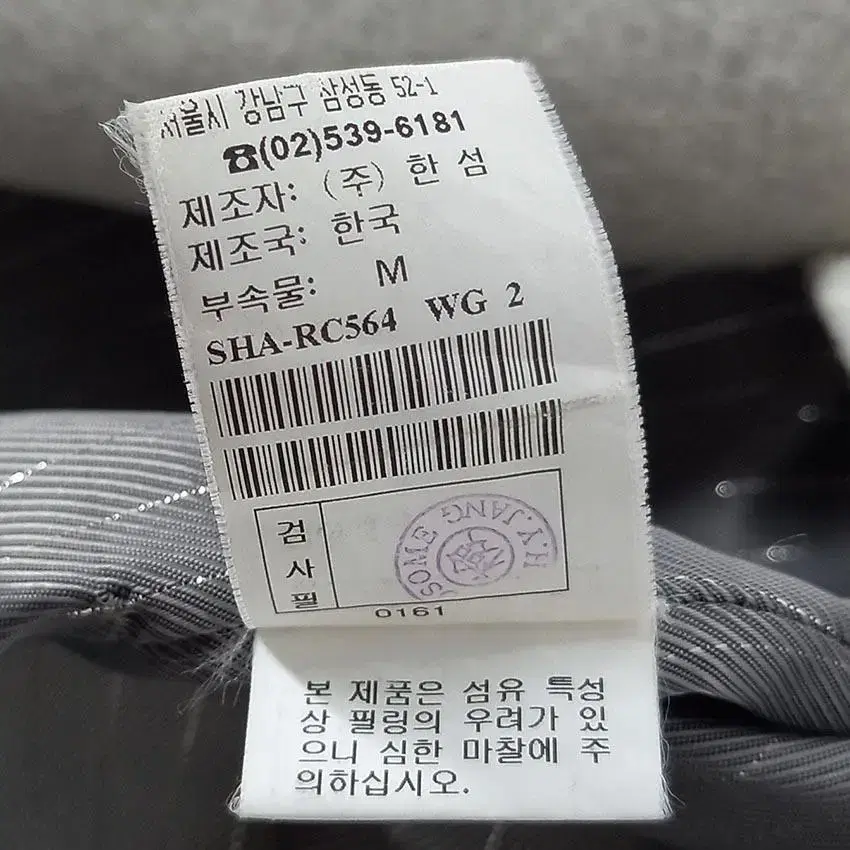 서울시 강남구 삼성동 52-1
☎(02)539-6181
제조자: (주) 한 섬
제조국: 한국
부속물: M
SHA-RC564 WG 2
검사필
H.Y.JANG
SOME
0161
본 제품은 섬유 특성
상 필링의 우려가 있
으니 심한 마찰에 주
의하십시오.